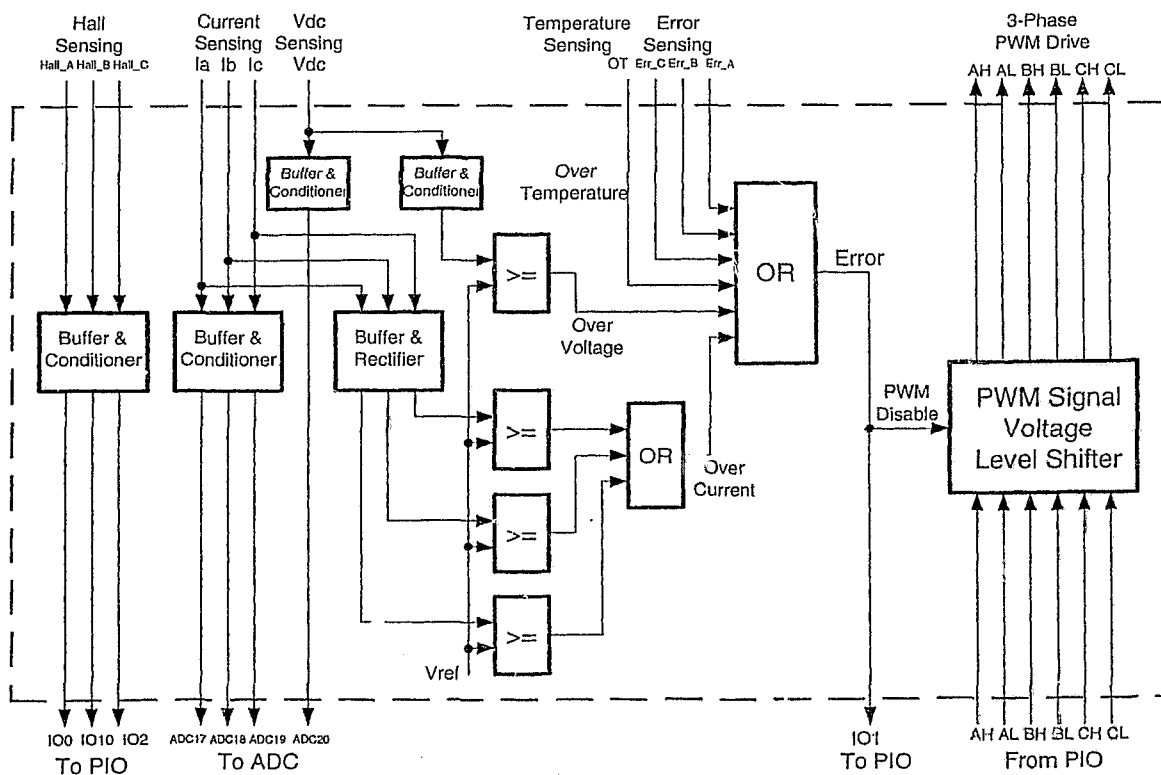 Hall
Sensing
Hall_A Hall_B Hall_C
Current
Sensing
Ia Ib Ic
Vdc
Sensing
Vdc
Temperature
Sensing
OT
Error
Sensing
Err_C Err_B Err_A
3-Phase
PWM Drive
AH AL BH BL CH CL
Buffer &
Conditioner
Buffer &
Conditioner
Over
Temperature
>=
OR
Error
Over
Voltage
Buffer &
Conditioner
Buffer &
Conditioner
Buffer &
Rectifier
PWM
Disable
PWM Signal
Voltage
Level Shifter
>=
OR
Over
Current
>=
>=
Vref
IO0 IO10 IO2
To PIO
ADC17 ADC18 ADC19 ADC20
To ADC
IO1
To PIO
AH AL BH BL CH CL
From PIO